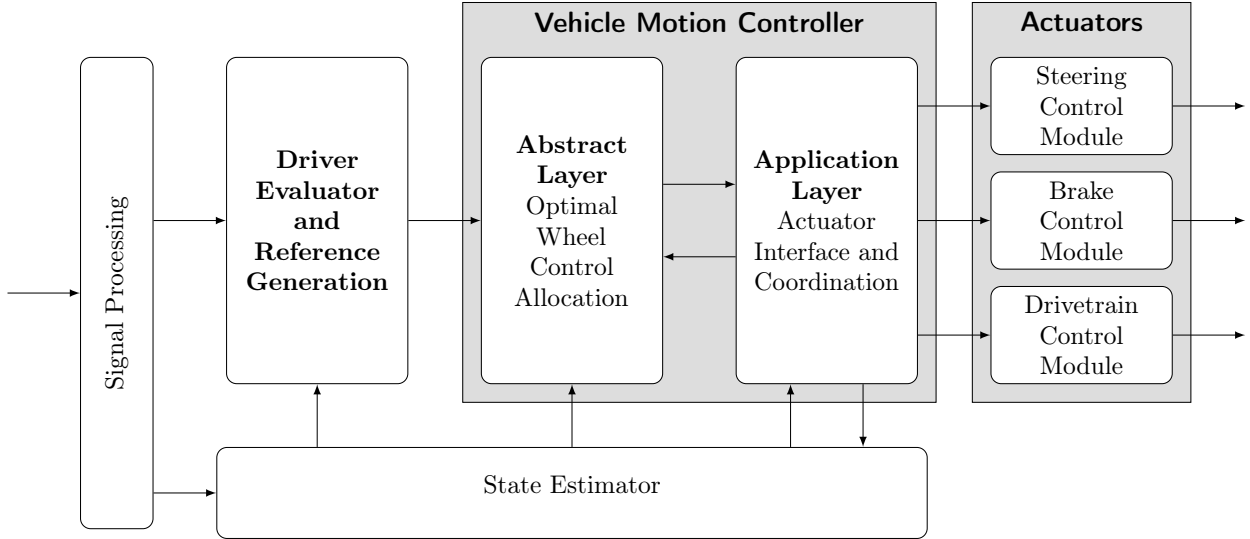 Vehicle Motion Controller
Actuators
Signal Processing
Driver
Evaluator
and
Reference
Generation
Abstract
Layer
Optimal
Wheel
Control
Allocation
Application
Layer
Actuator
Interface and
Coordination
Steering
Control
Module
Brake
Control
Module
Drivetrain
Control
Module
State Estimator